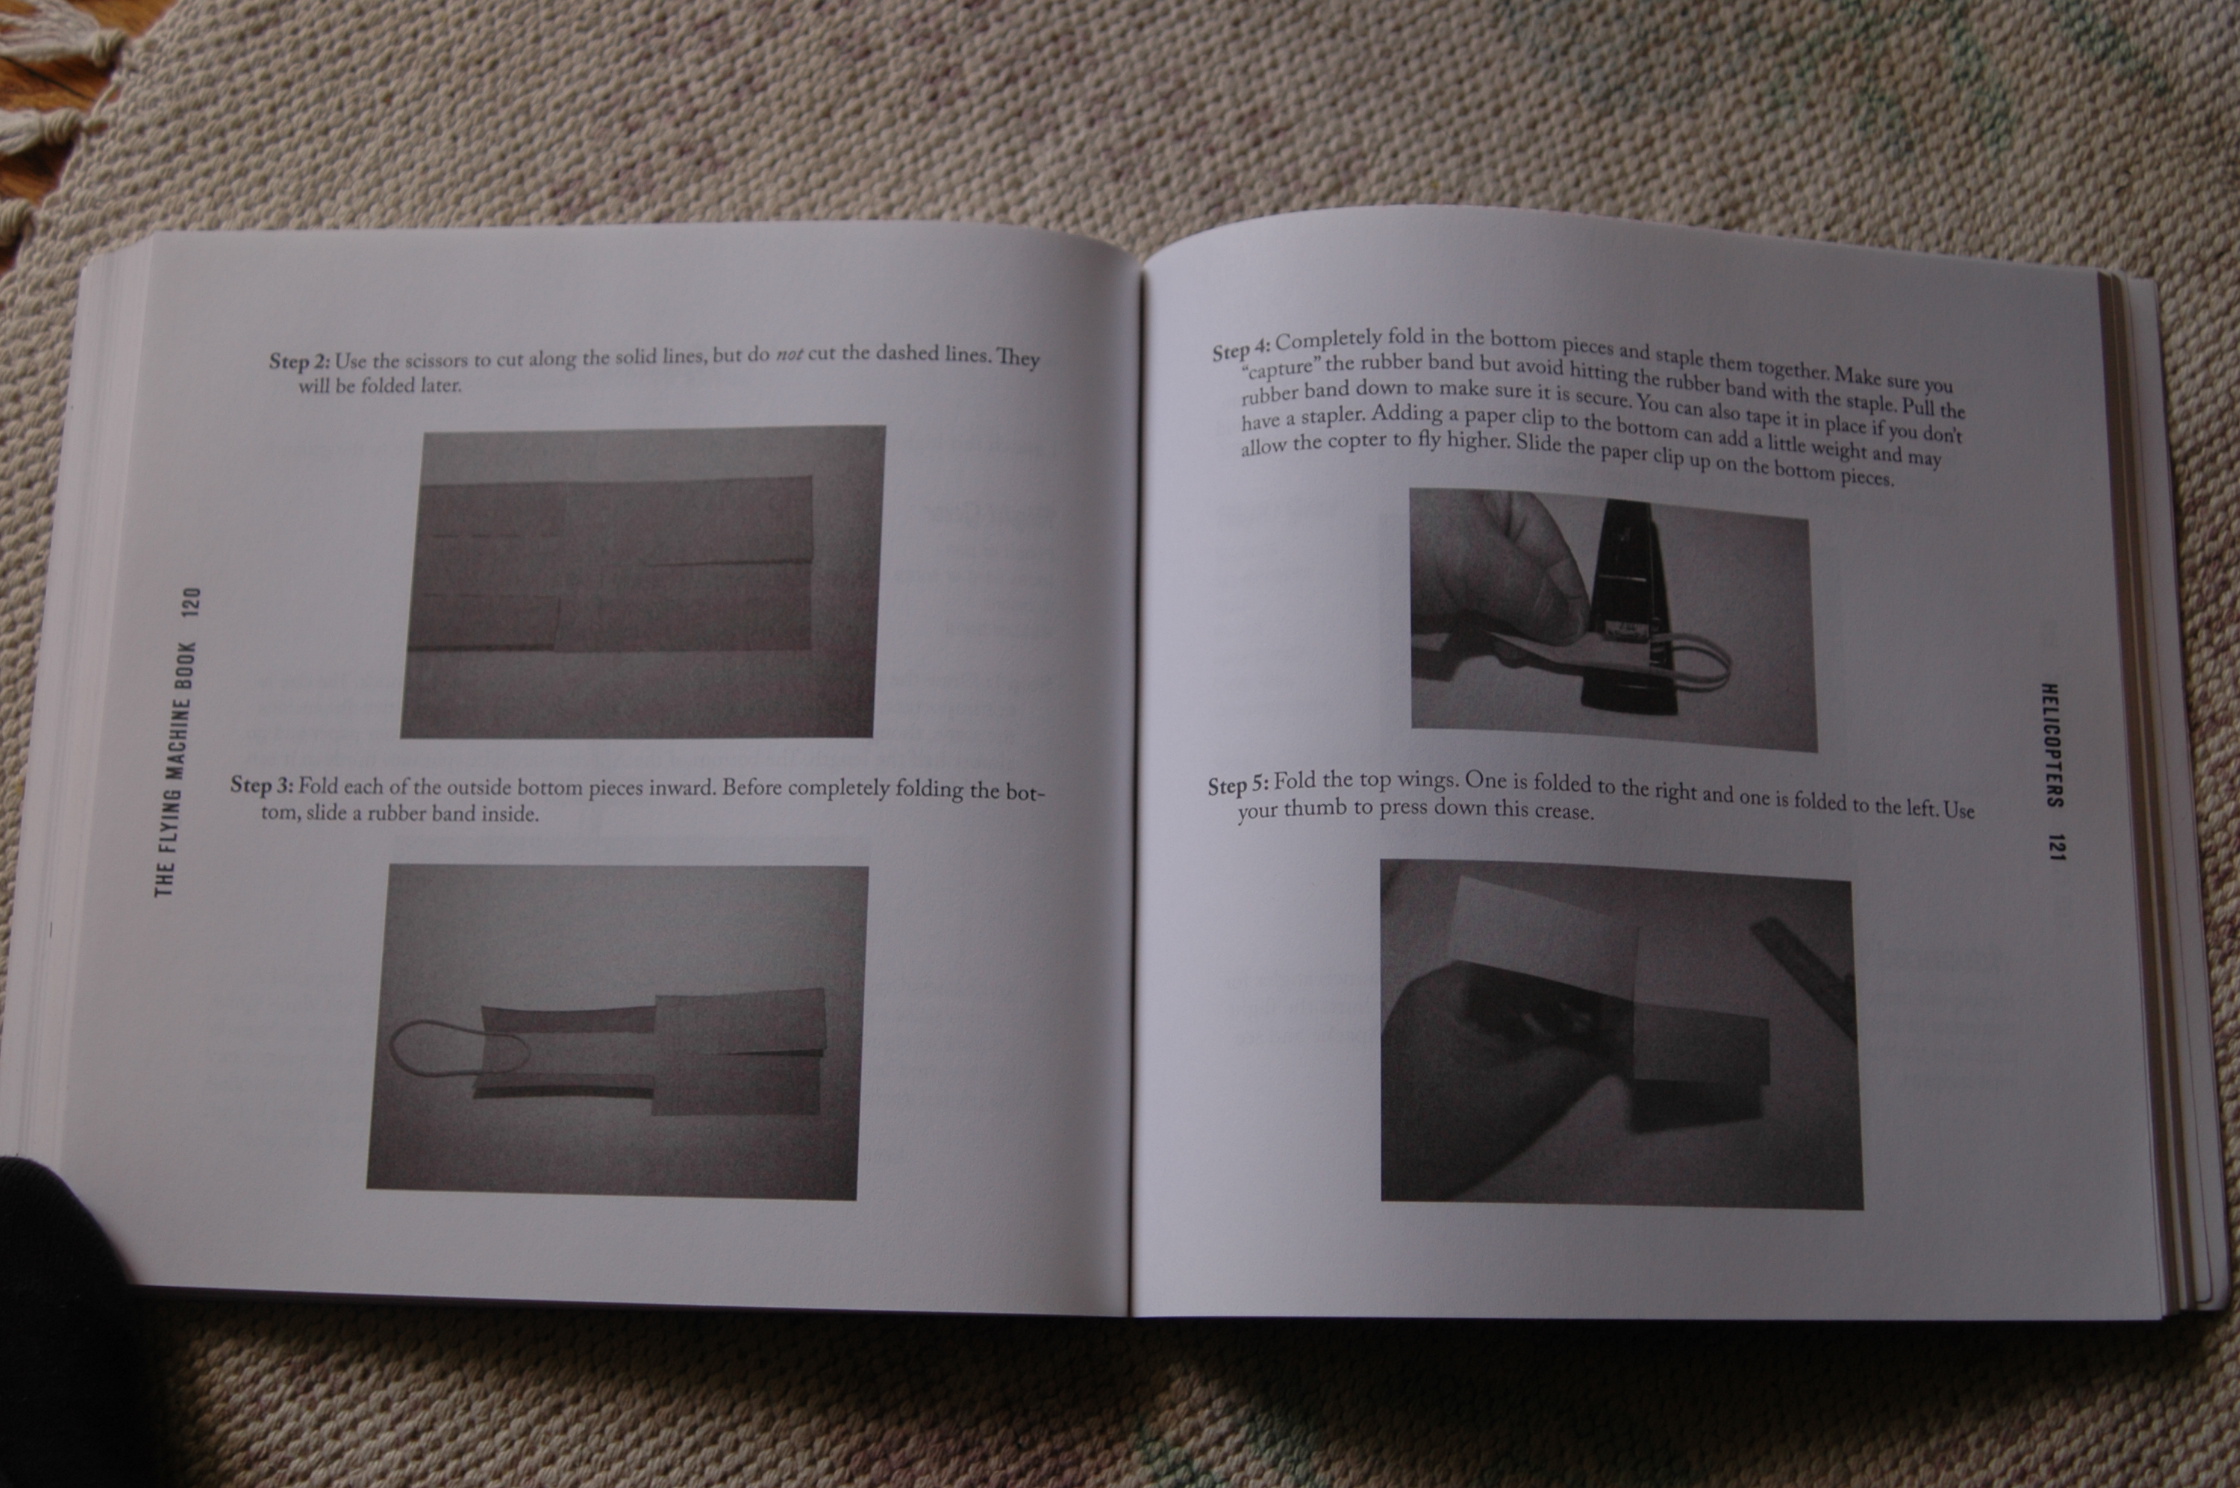 THE FLYING MACHINE BOOK 120
Step 2: Use the scissors to cut along the solid lines, but do not cut the dashed lines. They
will be folded later.
Step 3: Fold each of the outside bottom pieces inward. Before completely folding the bot-
tom, slide a rubber band inside.
Step 4: Completely fold in the bottom pieces and staple them together. Make sure you
“capture” the rubber band but avoid hitting the rubber band with the staple. Pull the
rubber band down to make sure it is secure. You can also tape it in place if you don’t
have a stapler. Adding a paper clip to the bottom can add a little weight and may
allow the copter to fly higher. Slide the paper clip up on the bottom pieces.
Step 5: Fold the top wings. One is folded to the right and one is folded to the left. Use
your thumb to press down this crease.
HELICOPTERS 121